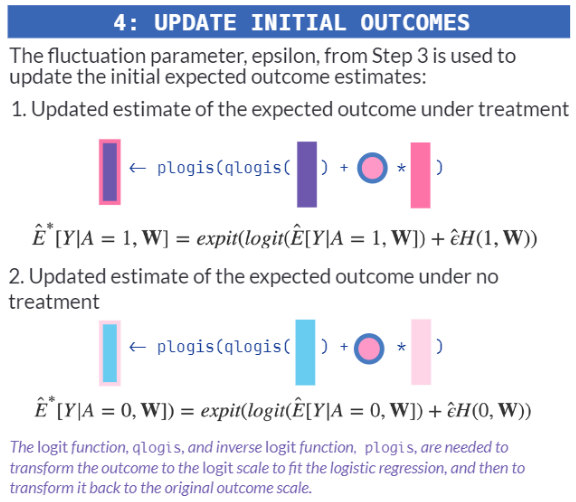 4: UPDATE INITIAL OUTCOMES
The fluctuation parameter, epsilon, from Step 3 is used to
update the initial expected outcome estimates:
1. Updated estimate of the expected outcome under treatment
← plogis(qlogis( ) + * )
Ê*[Y|A = 1, W] = expit(logit(Ê[Y|A = 1, W]) + ε̂H(1, W))
2. Updated estimate of the expected outcome under no
treatment
← plogis(qlogis( ) + * )
Ê*[Y|A = 0, W]) = expit(logit(Ê[Y|A = 0, W]) + ε̂H(0, W))
The logit function, qlogis, and inverse logit function, plogis, are needed to
transform the outcome to the logit scale to fit the logistic regression, and then to
transform it back to the original outcome scale.